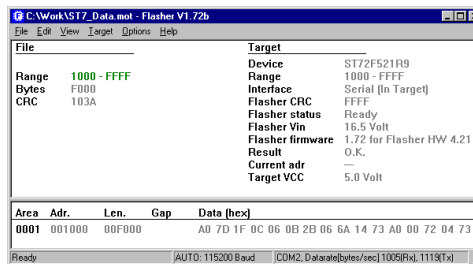 C:\Work\ST7_Data.mot - Flasher V1.72b
File Edit View Target Options Help
File
Range 1000 - FFFF
Bytes F000
CRC 103A
Target
Device ST72F521R9
Range 1000 - FFFF
Interface Serial (In Target)
Flasher CRC FFFF
Flasher status Ready
Flasher Vin 16.5 Volt
Flasher firmware 1.72 for Flasher HW 4.21
Result O.K.
Current adr ---
Target VCC 5.0 Volt
Area Adr. Len. Gap Data (hex)
0001 001000 00F000 A0 7D 1F 0C 06 0B 2B 06 6A 14 73 A0 00 72 04 73
Ready AUTO: 115200 Baud COM2, Datarate[bytes/sec] 1005(Rx), 1119(Tx)